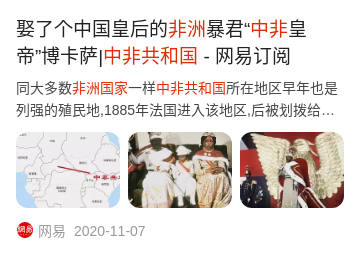 娶了个中国皇后的非洲暴君“中非皇
帝”博卡萨|中非共和国 - 网易订阅
同大多数非洲国家一样中非共和国所在地区早年也是
列强的殖民地,1885年法国进入该地区,后被划拨给…
网易 网易 2020-11-07